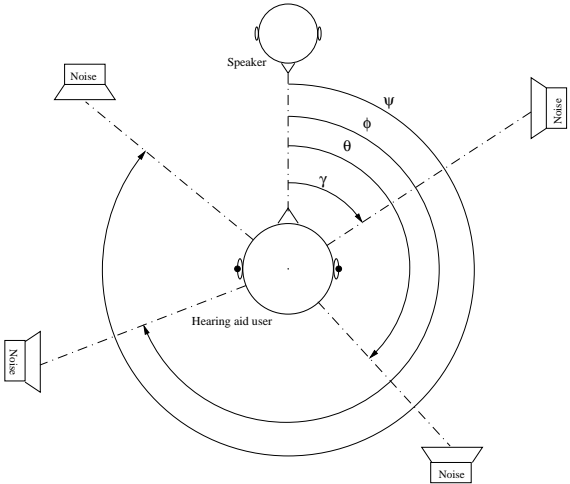 Speaker
Noise
ψ
Noise
ϕ
θ
γ
Hearing aid user
Noise
Noise